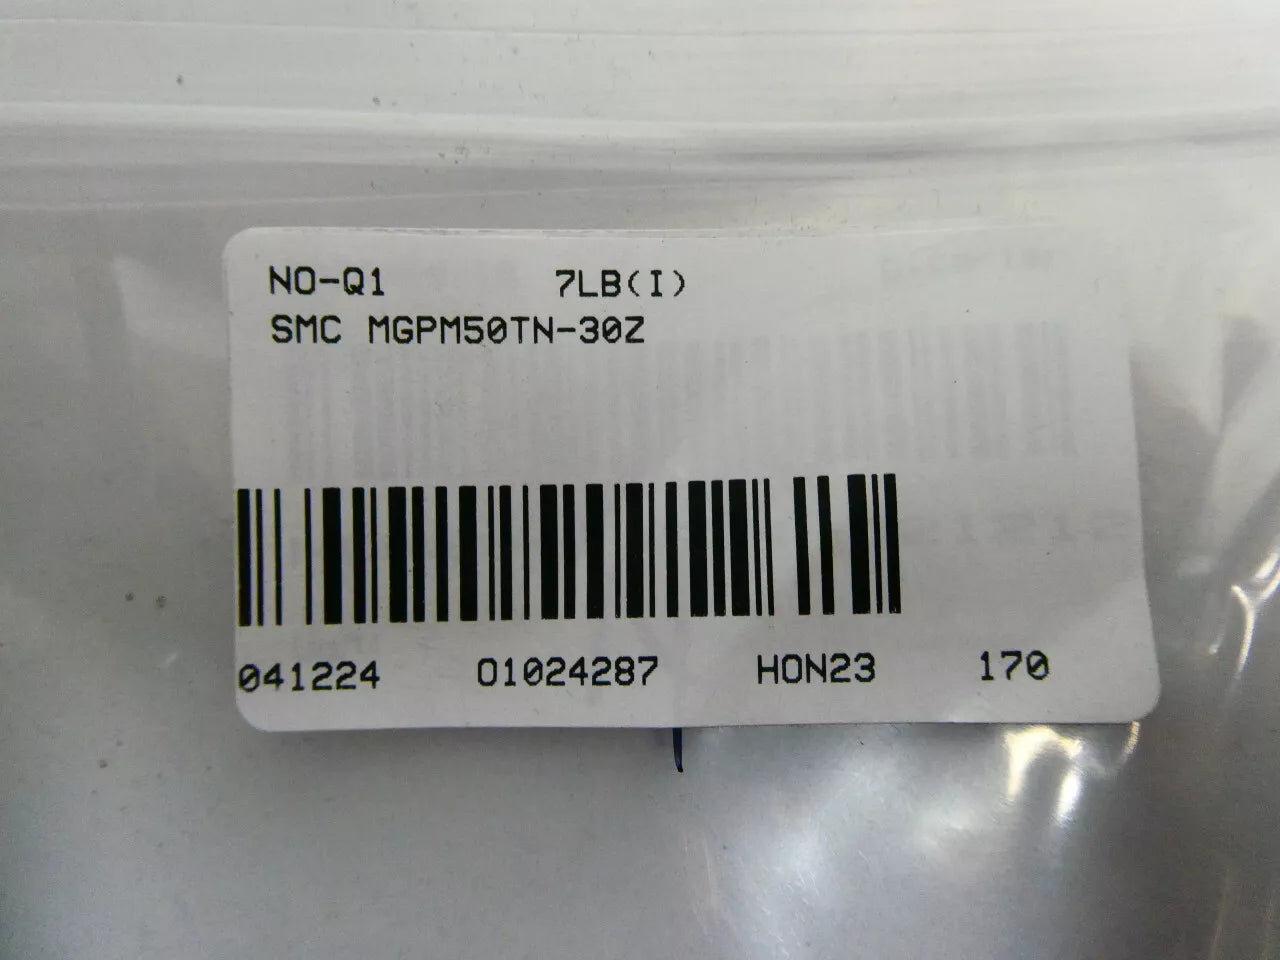 NO-Q1 7LB(I)
SMC MGPM50TN-30Z
041224 01024287 HON23 170